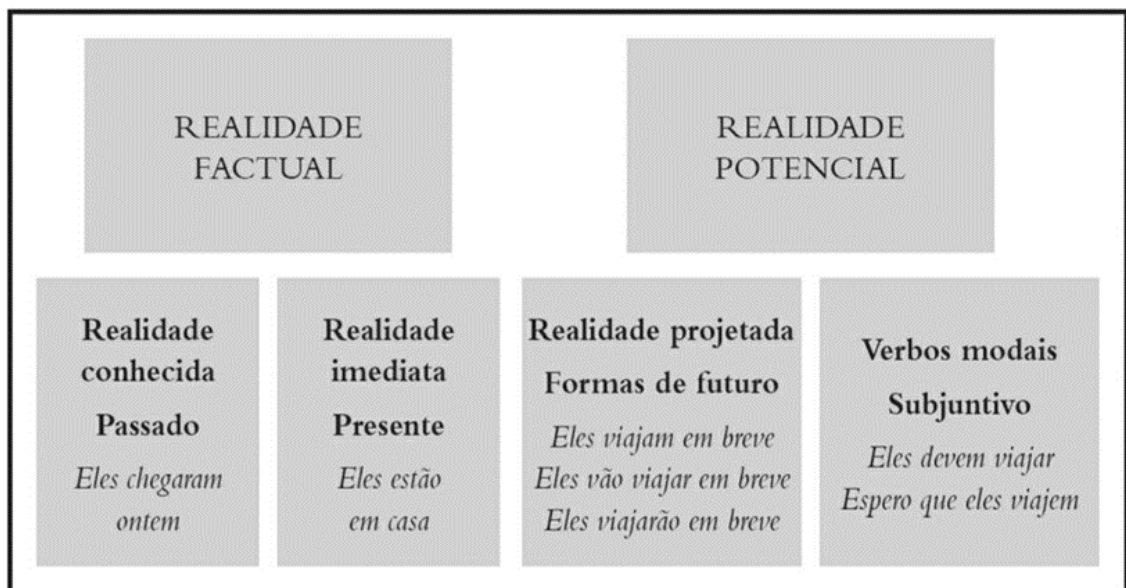 REALIDADE
FACTUAL
REALIDADE
POTENCIAL
Realidade
conhecida
Passado
Eles chegaram
ontem
Realidade
imediata
Presente
Eles estão
em casa
Realidade projetada
Formas de futuro
Eles viajam em breve
Eles vão viajar em breve
Eles viajarão em breve
Verbos modais
Subjuntivo
Eles devem viajar
Espero que eles viajem